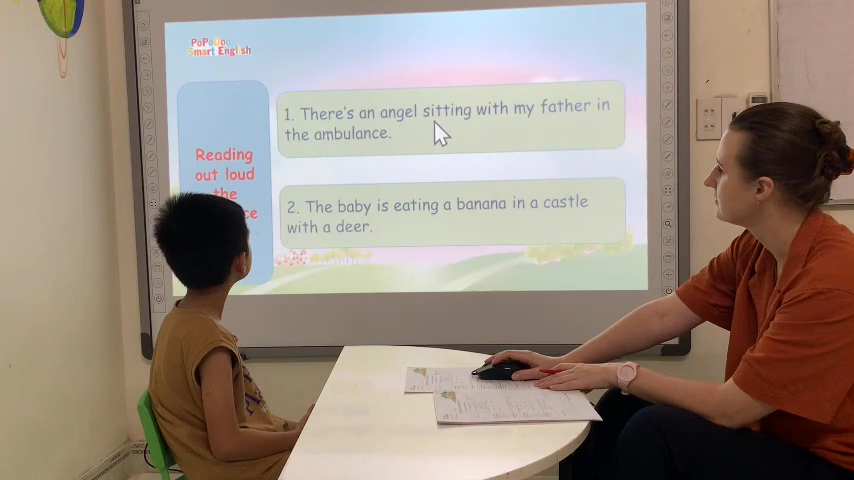 PoPoDoo
Smart English
Reading
out loud
the
1. There's an angel sitting with my father in
the ambulance.
2. The baby is eating a banana in a castle
with a deer.